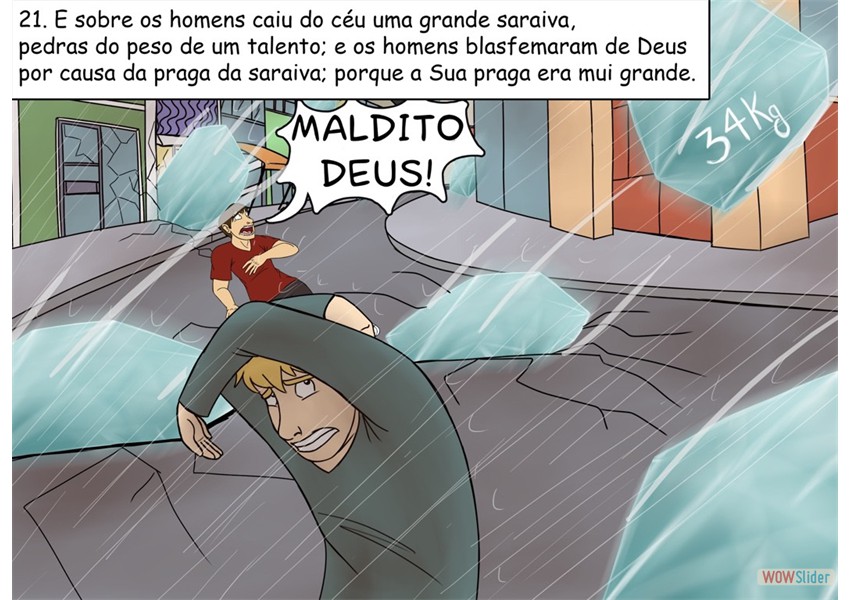 21. E sobre os homens caiu do céu uma grande saraiva,
pedras do peso de um talento; e os homens blasfemaram de Deus
por causa da praga da saraiva; porque a Sua praga era mui grande.
MALDITO
DEUS!
34Kg
WOWSlider